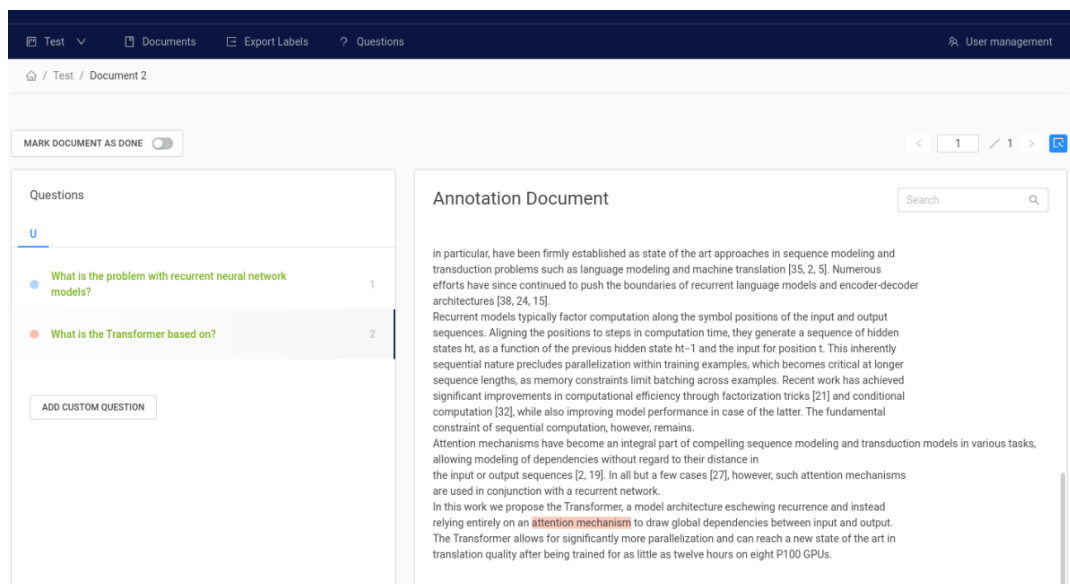 Test
Documents
Export Labels
? Questions
User management
/ Test / Document 2
MARK DOCUMENT AS DONE
< 1 / 1 >
Questions
U
What is the problem with recurrent neural network
models?
1
What is the Transformer based on?
2
ADD CUSTOM QUESTION
Annotation Document
Search
in particular, have been firmly established as state of the art approaches in sequence modeling and
transduction problems such as language modeling and machine translation [35, 2, 5]. Numerous
efforts have since continued to push the boundaries of recurrent language models and encoder-decoder
architectures [38, 24, 15].
Recurrent models typically factor computation along the symbol positions of the input and output
sequences. Aligning the positions to steps in computation time, they generate a sequence of hidden
states ht, as a function of the previous hidden state ht−1 and the input for position t. This inherently
sequential nature precludes parallelization within training examples, which becomes critical at longer
sequence lengths, as memory constraints limit batching across examples. Recent work has achieved
significant improvements in computational efficiency through factorization tricks [21] and conditional
computation [32], while also improving model performance in case of the latter. The fundamental
constraint of sequential computation, however, remains.
Attention mechanisms have become an integral part of compelling sequence modeling and transduction models in various tasks,
allowing modeling of dependencies without regard to their distance in
the input or output sequences [2, 19]. In all but a few cases [27], however, such attention mechanisms
are used in conjunction with a recurrent network.
In this work we propose the Transformer, a model architecture eschewing recurrence and instead
relying entirely on an attention mechanism to draw global dependencies between input and output.
The Transformer allows for significantly more parallelization and can reach a new state of the art in
translation quality after being trained for as little as twelve hours on eight P100 GPUs.